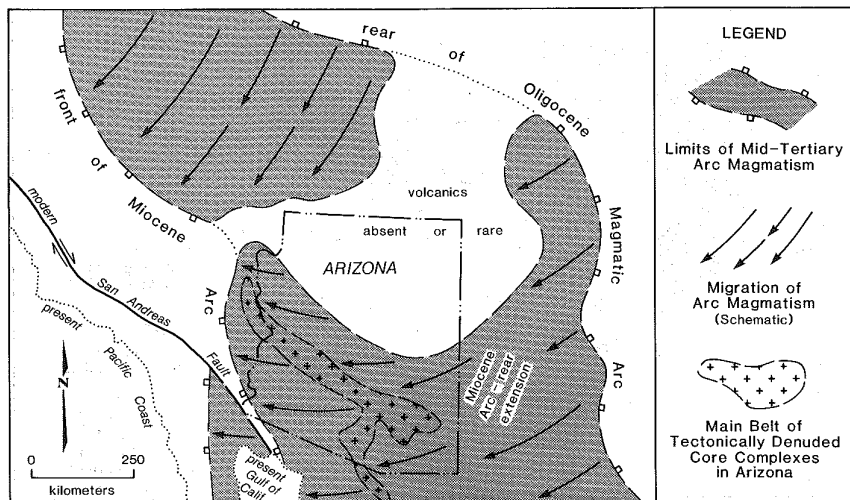 rear
of
Oligocene
Magmatic
Arc
front
of
Miocene
Arc
volcanics
absent or rare
ARIZONA
modern
San Andreas
Fault
present
Pacific
Coast
Miocene
Arc-rear
extension
present
Gulf of
Calif.
N
0 250
kilometers
LEGEND
Limits of Mid-Tertiary
Arc Magmatism
Migration of
Arc Magmatism
(Schematic)
Main Belt of
Tectonically Denuded
Core Complexes
in Arizona